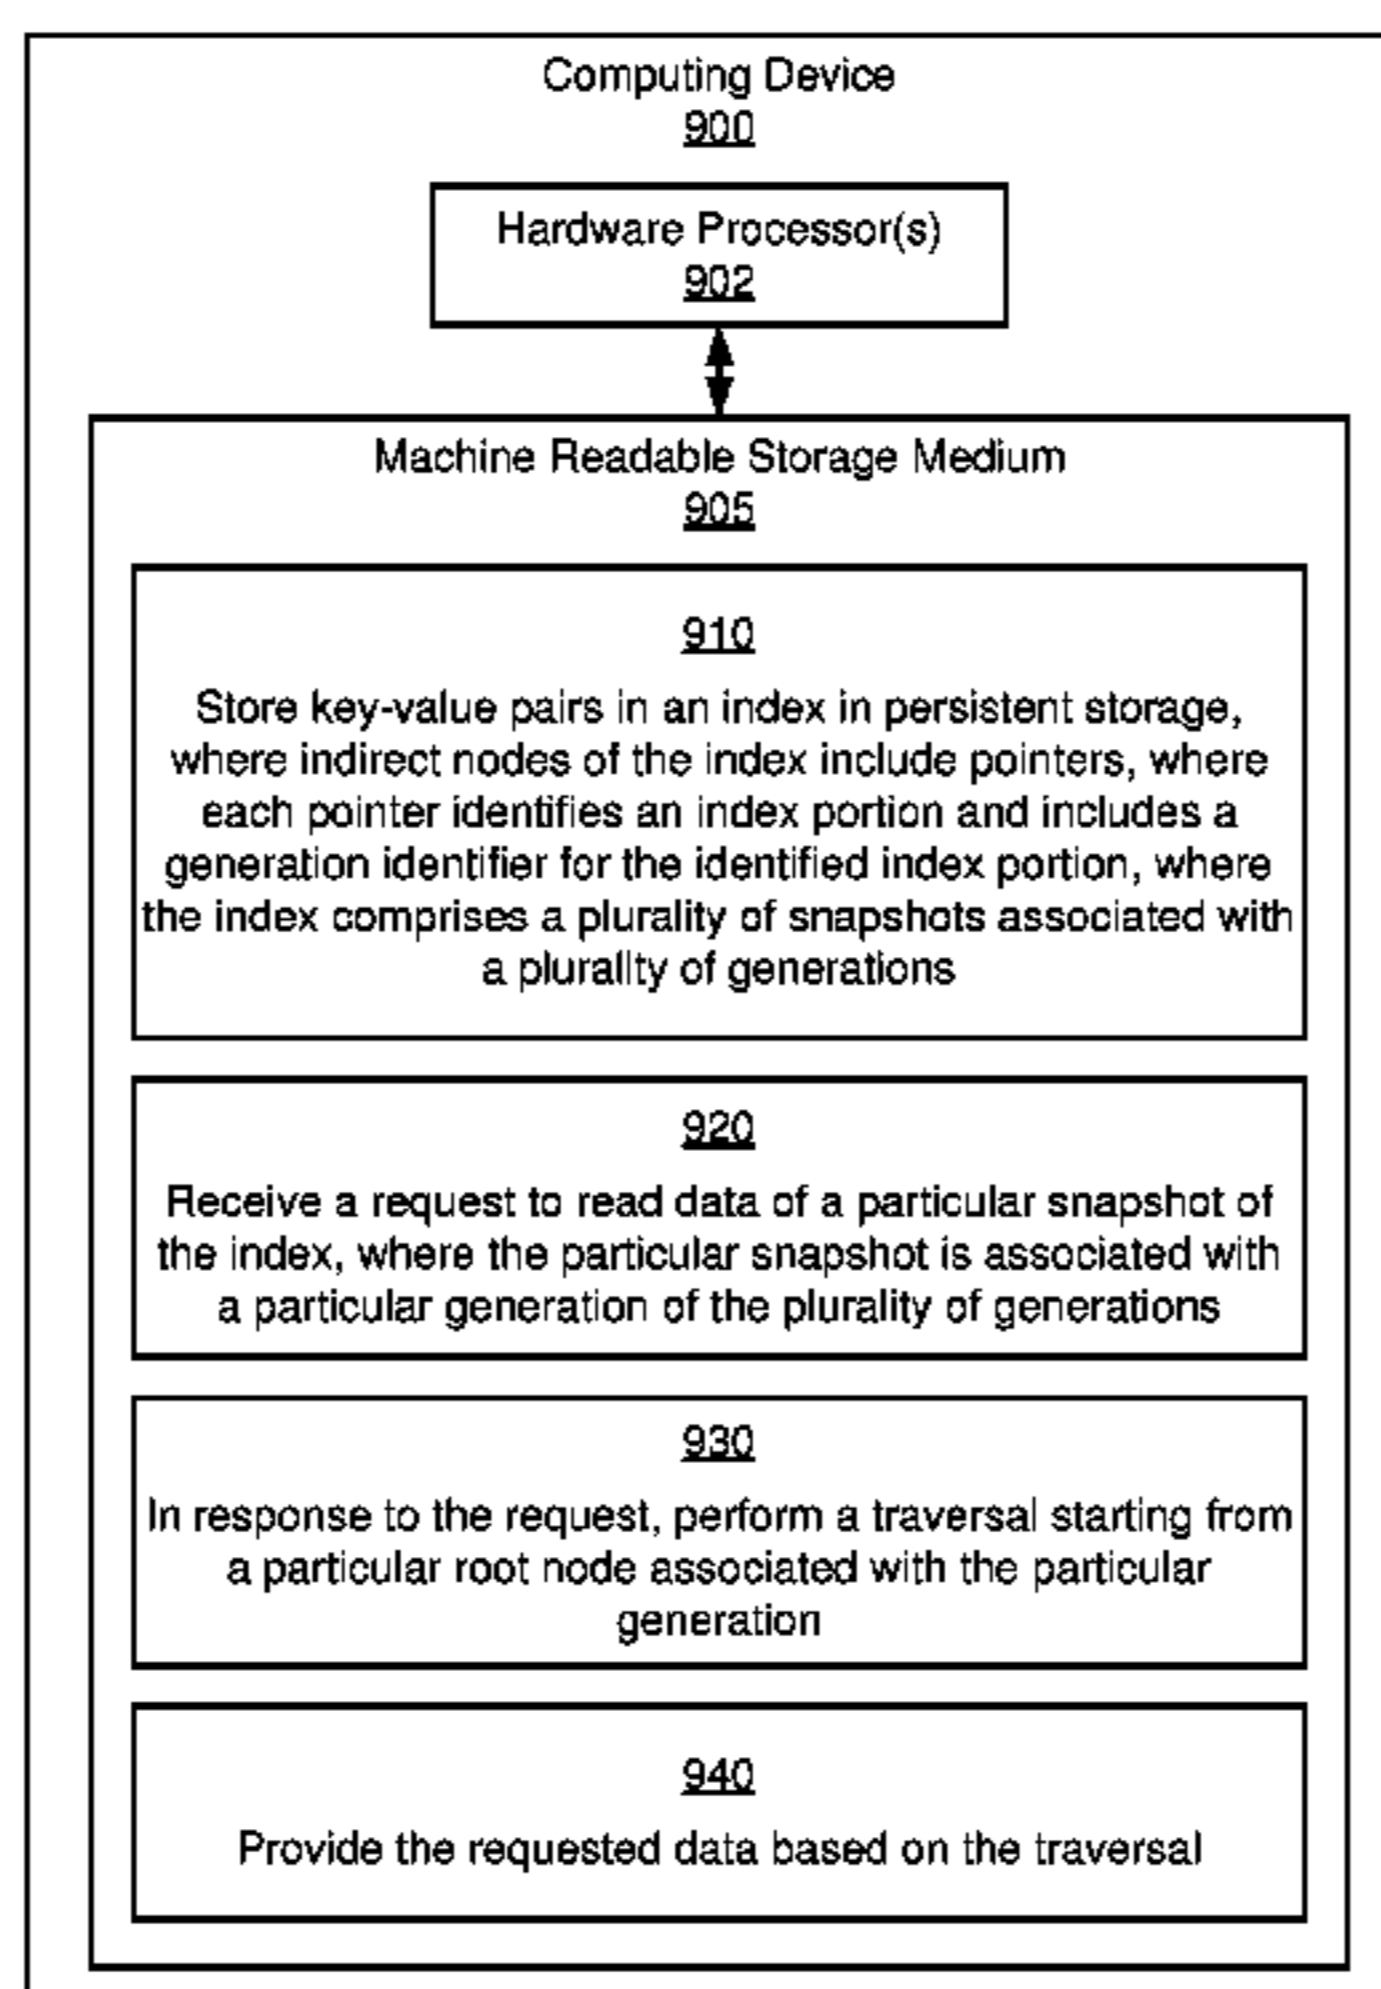 Computing Device
900
Hardware Processor(s)
902
Machine Readable Storage Medium
905
910
Store key-value pairs in an index in persistent storage,
where indirect nodes of the index include pointers, where
each pointer identifies an index portion and includes a
generation identifier for the identified index portion, where
the index comprises a plurality of snapshots associated with
a plurality of generations
920
Receive a request to read data of a particular snapshot of
the index, where the particular snapshot is associated with
a particular generation of the plurality of generations
930
In response to the request, perform a traversal starting from
a particular root node associated with the particular
generation
940
Provide the requested data based on the traversal